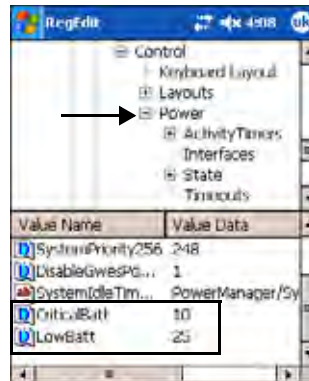 RegEdit 4:08 ok
Control
Keyboard Layout
Layouts
Power
ActivityTimers
Interfaces
State
Timeouts
Value Name Value Data
SystemPriority256 248
DisableGwesPo... 1
SystemIdleTim... PowerManager/Sy
CriticalBatt 10
LowBatt 25